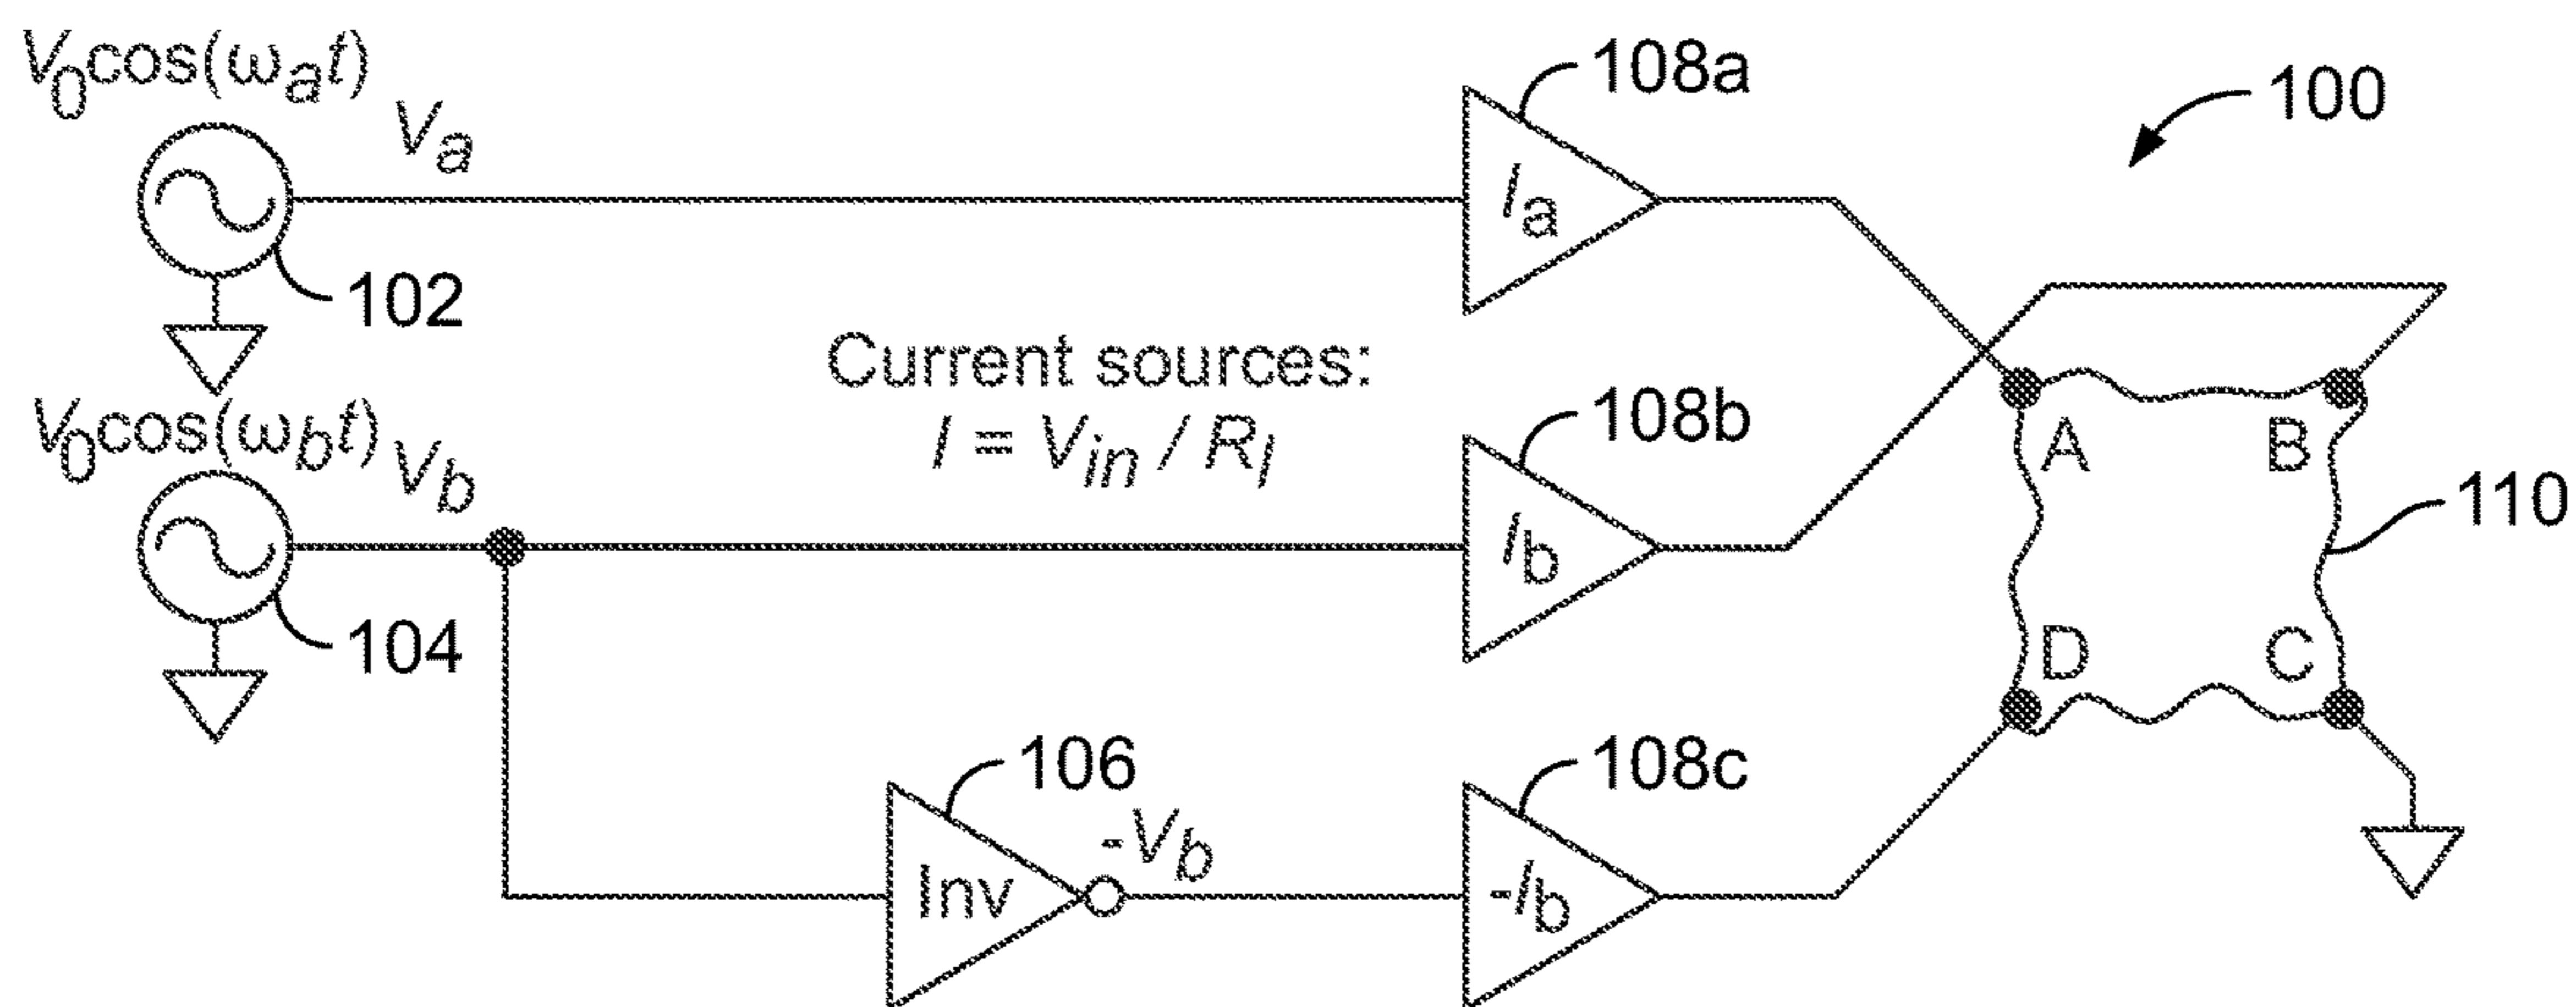 V0cos(ωat)
Va
108a
100
Ia
102
Current sources:
I = Vin / RI
V0cos(ωbt)
Vb
108b
A
B
110
Ib
104
D
C
106
-Vb
108c
Inv
-Ib